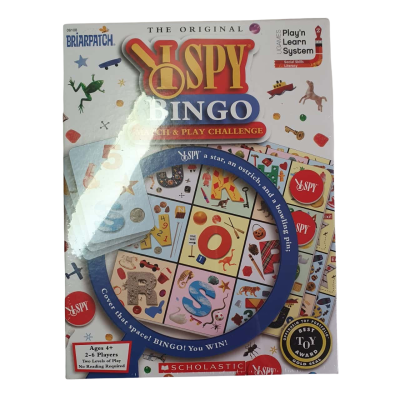 BRIARPATCH
THE ORIGINAL
Play'n
Learn
System
I SPY
BINGO
& PLAY CHALLENGE
I SPY a star, an ostrich, and a bowling pin;
Cover that space! BINGO! You WIN!
I SPY
I SPY
O
R
S
S
Ages 4+
2-6 Players
Two Levels of Play
No Reading Required
SCHOLASTIC
BEST
TOY
AWARD